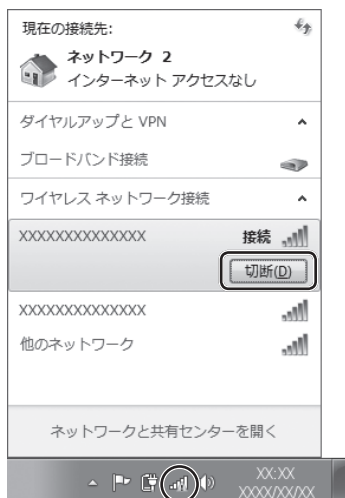 現在の接続先:
ネットワーク 2
インターネット アクセスなし
ダイヤルアップと VPN
ブロードバンド接続
ワイヤレス ネットワーク接続
XXXXXXXXXXXXXX 接続
切断(D)
XXXXXXXXXXXXXX
他のネットワーク
ネットワークと共有センターを開く
XX:XX
XXXX/XX/XX